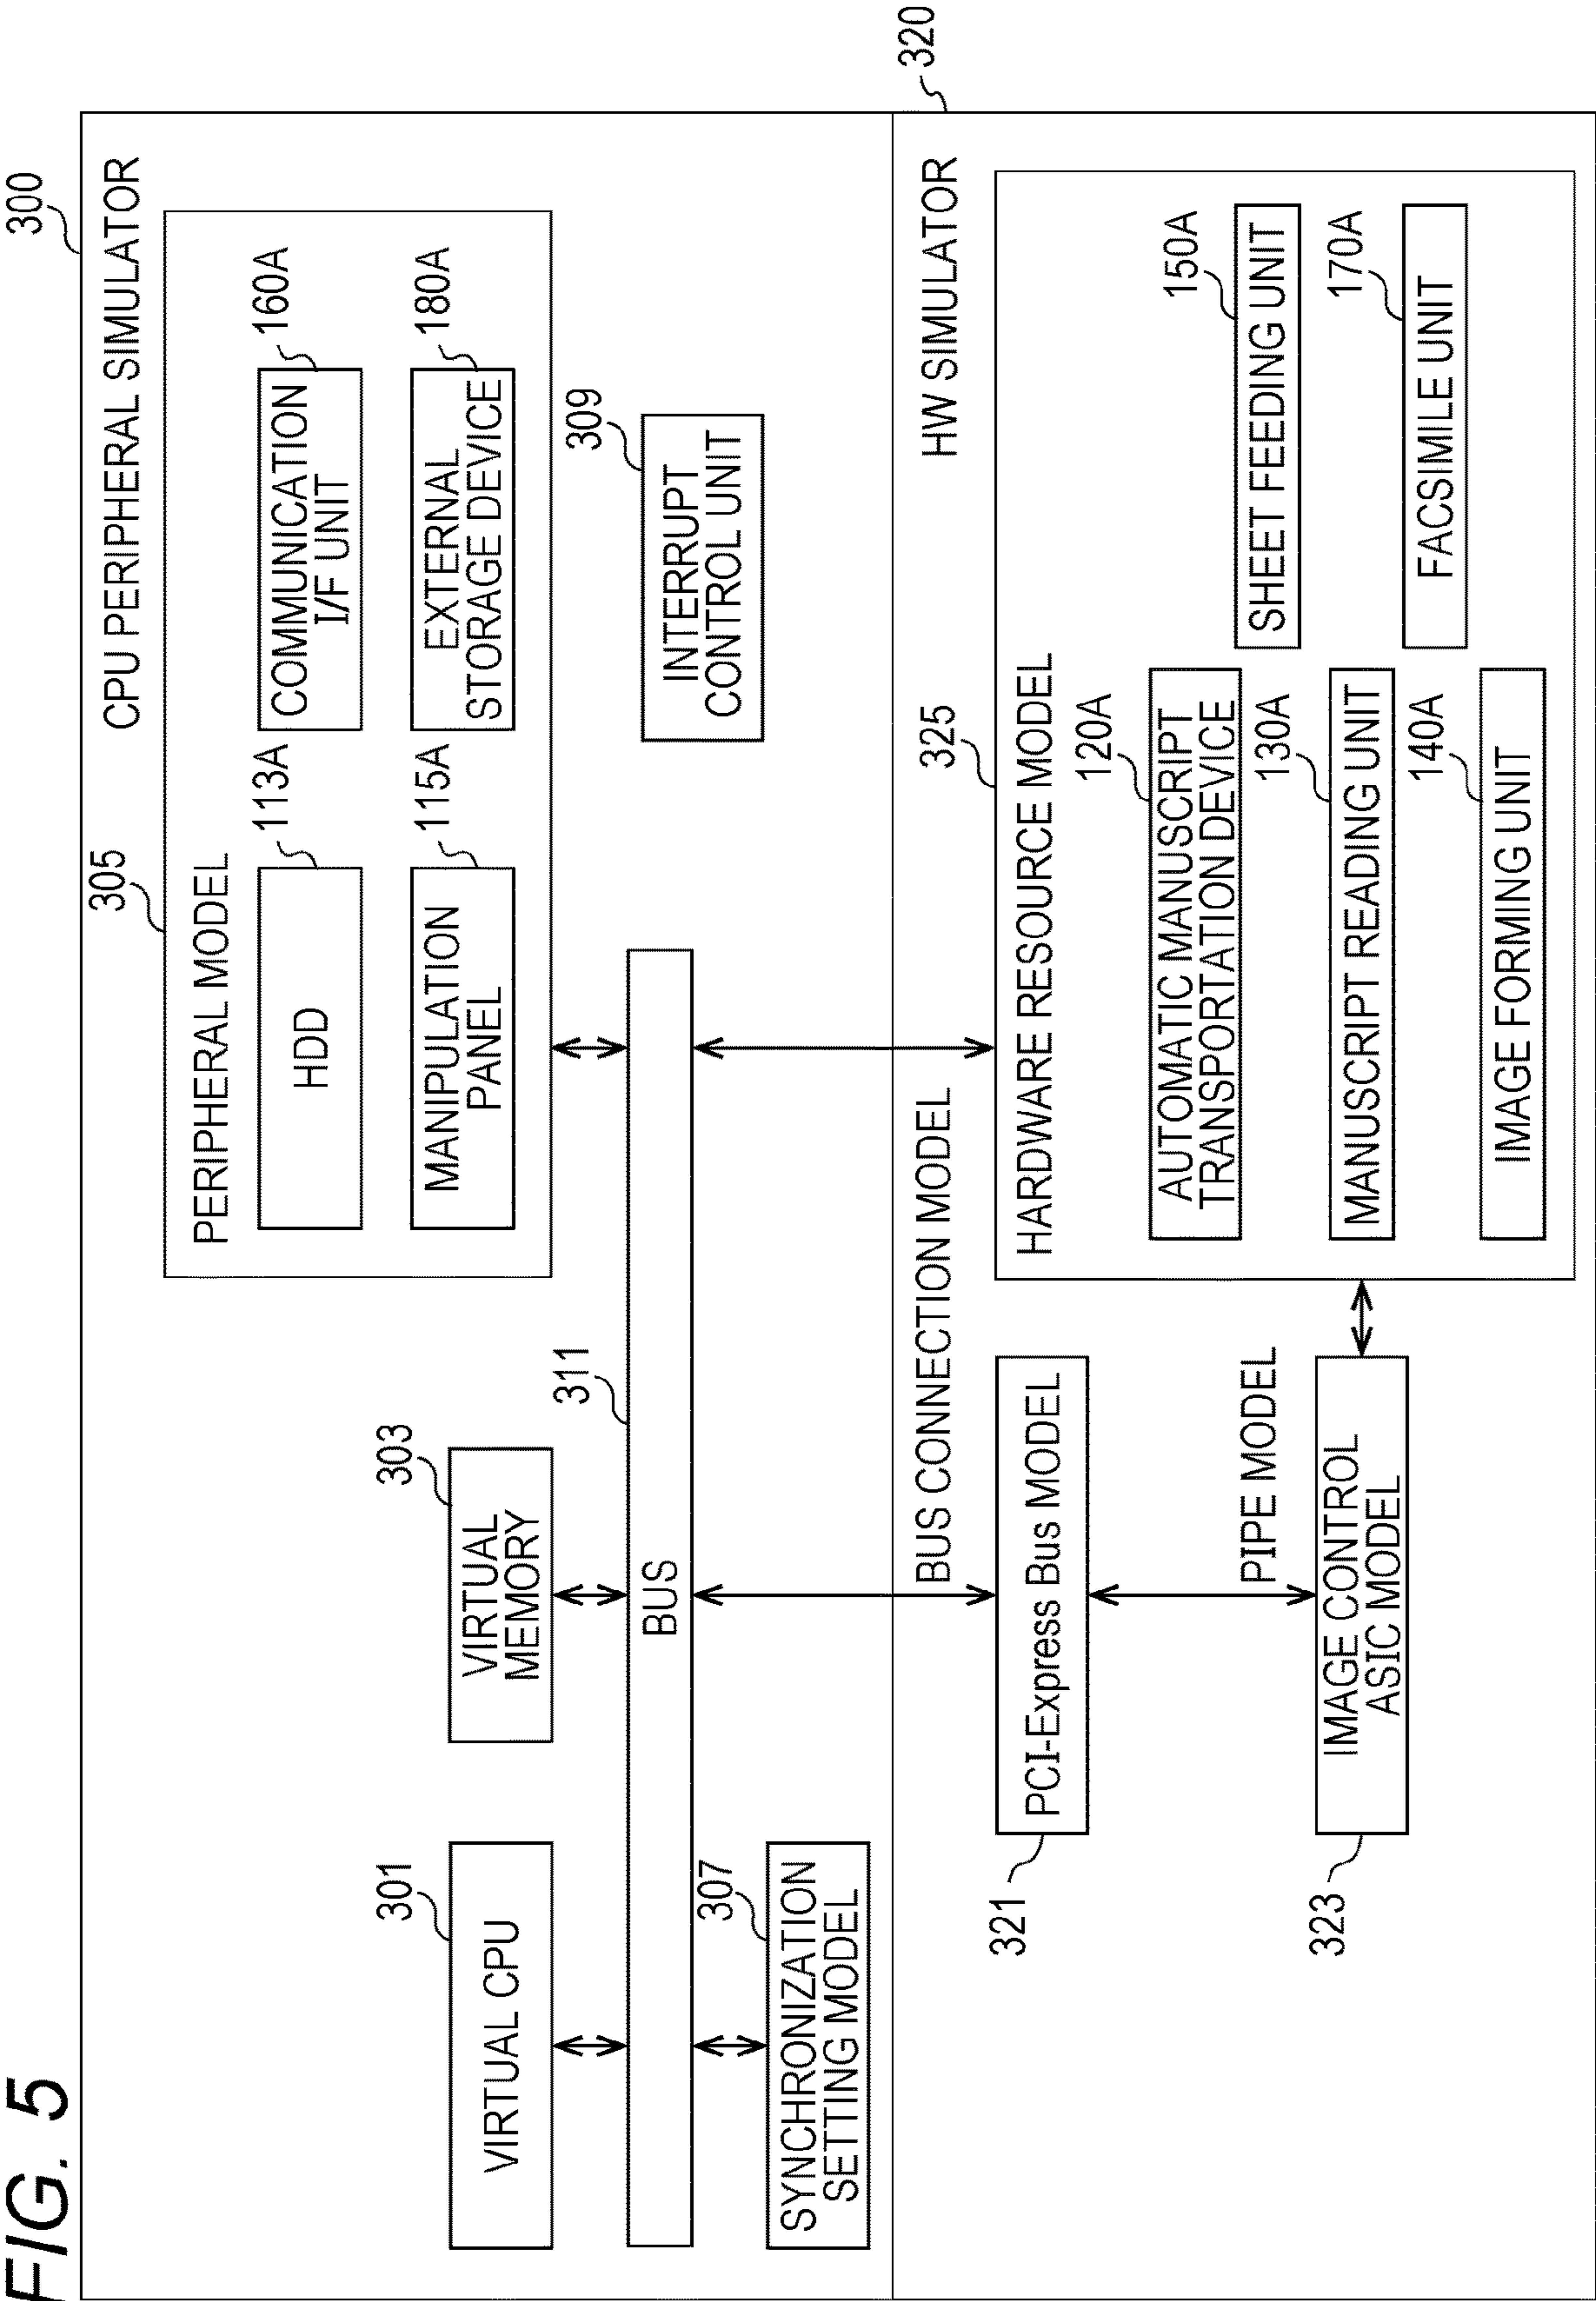 FIG. 5
300
CPU PERIPHERAL SIMULATOR
305
PERIPHERAL MODEL
HDD
113A
COMMUNICATION
I/F UNIT
160A
MANIPULATION
PANEL
115A
EXTERNAL
STORAGE DEVICE
180A
301
VIRTUAL CPU
303
VIRTUAL
MEMORY
311
BUS
309
INTERRUPT
CONTROL UNIT
307
SYNCHRONIZATION
SETTING MODEL
320
HW SIMULATOR
BUS CONNECTION MODEL
321
PCI-Express Bus MODEL
PIPE MODEL
323
IMAGE CONTROL
ASIC MODEL
325
HARDWARE RESOURCE MODEL
120A
AUTOMATIC MANUSCRIPT
TRANSPORTATION DEVICE
150A
SHEET FEEDING UNIT
130A
MANUSCRIPT READING UNIT
170A
FACSIMILE UNIT
140A
IMAGE FORMING UNIT